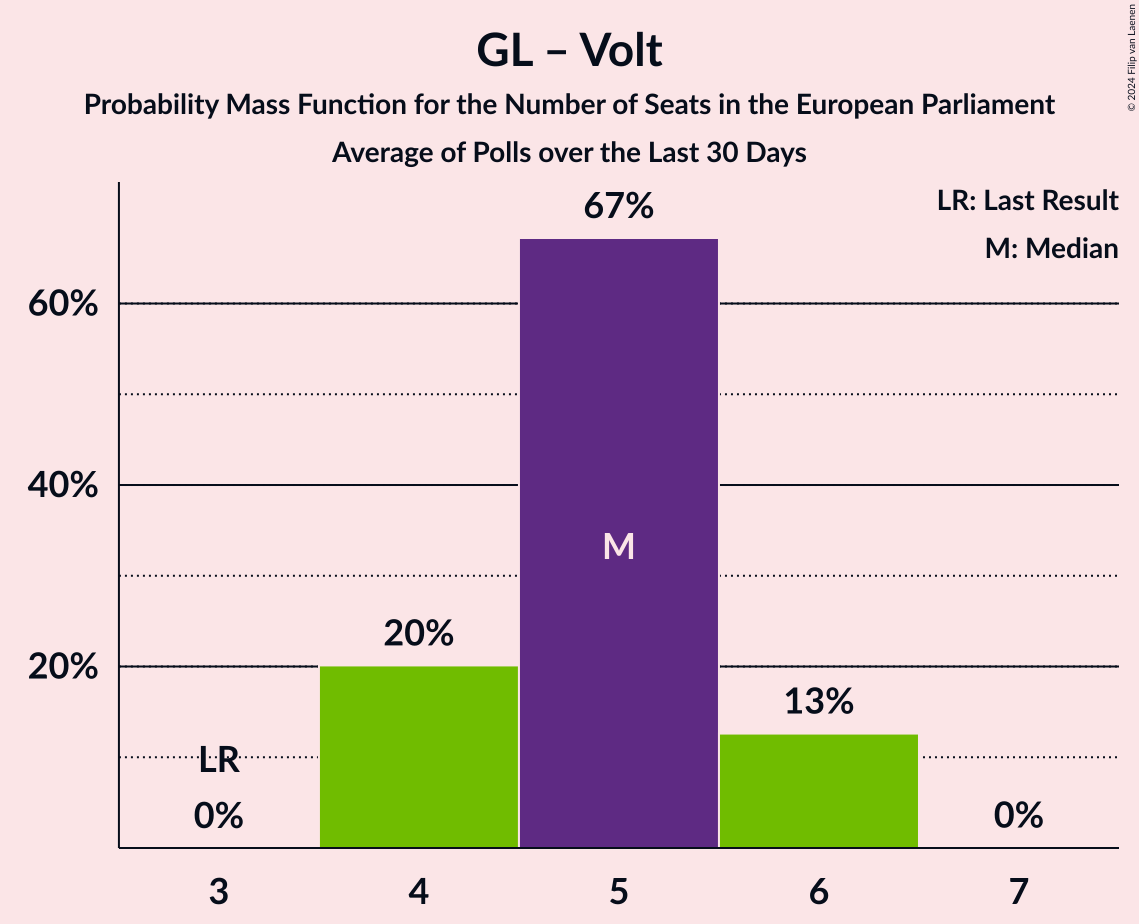 GL – Volt
Probability Mass Function for the Number of Seats in the European Parliament
Average of Polls over the Last 30 Days
© 2024 Filip van Laenen
LR: Last Result
M: Median
67%
60%
40%
M
20%
20%
13%
LR
0%
0%
3 4 5 6 7